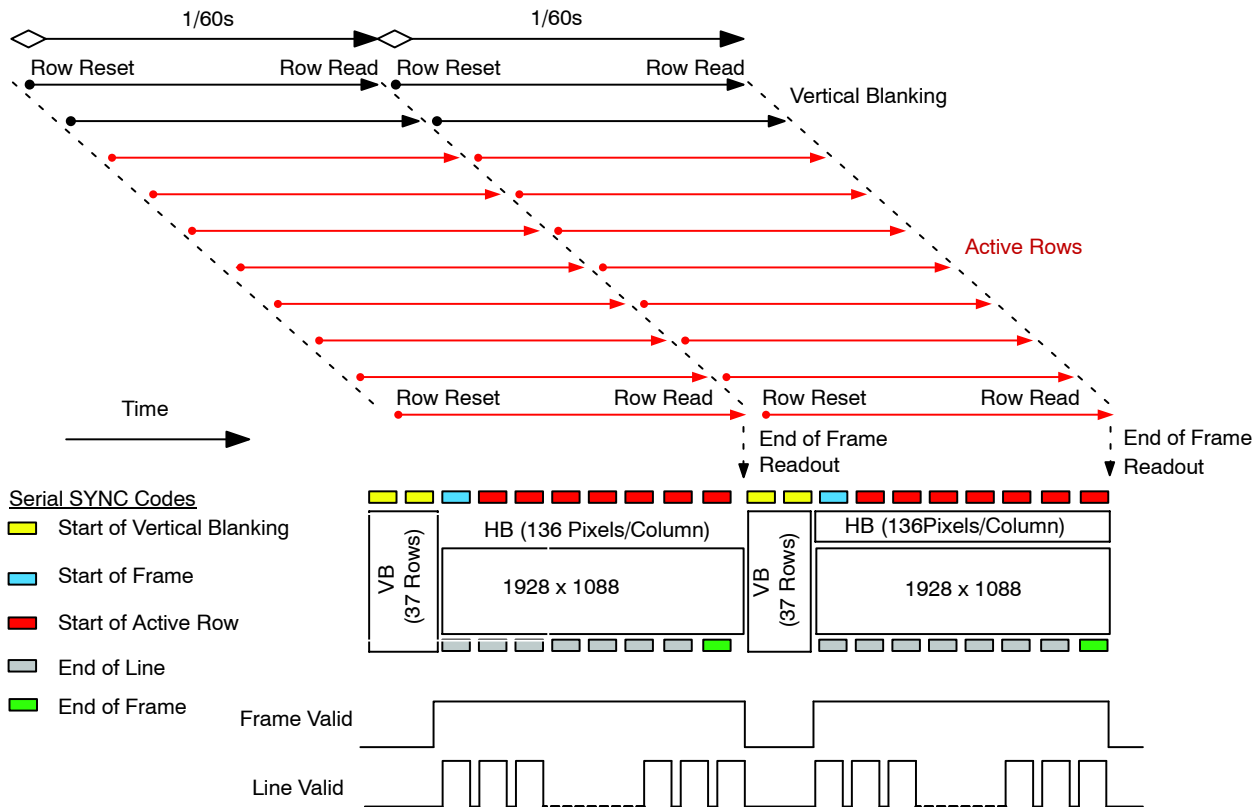 1/60s
1/60s
Row Reset
Row Read
Row Reset
Row Read
Vertical Blanking
Active Rows
Time
Row Reset
Row Read
Row Reset
Row Read
End of Frame
Readout
End of Frame
Readout
Serial SYNC Codes
Start of Vertical Blanking
Start of Frame
Start of Active Row
End of Line
End of Frame
VB
(37 Rows)
HB (136 Pixels/Column)
1928 x 1088
VB
(37 Rows)
HB (136Pixels/Column)
1928 x 1088
Frame Valid
Line Valid